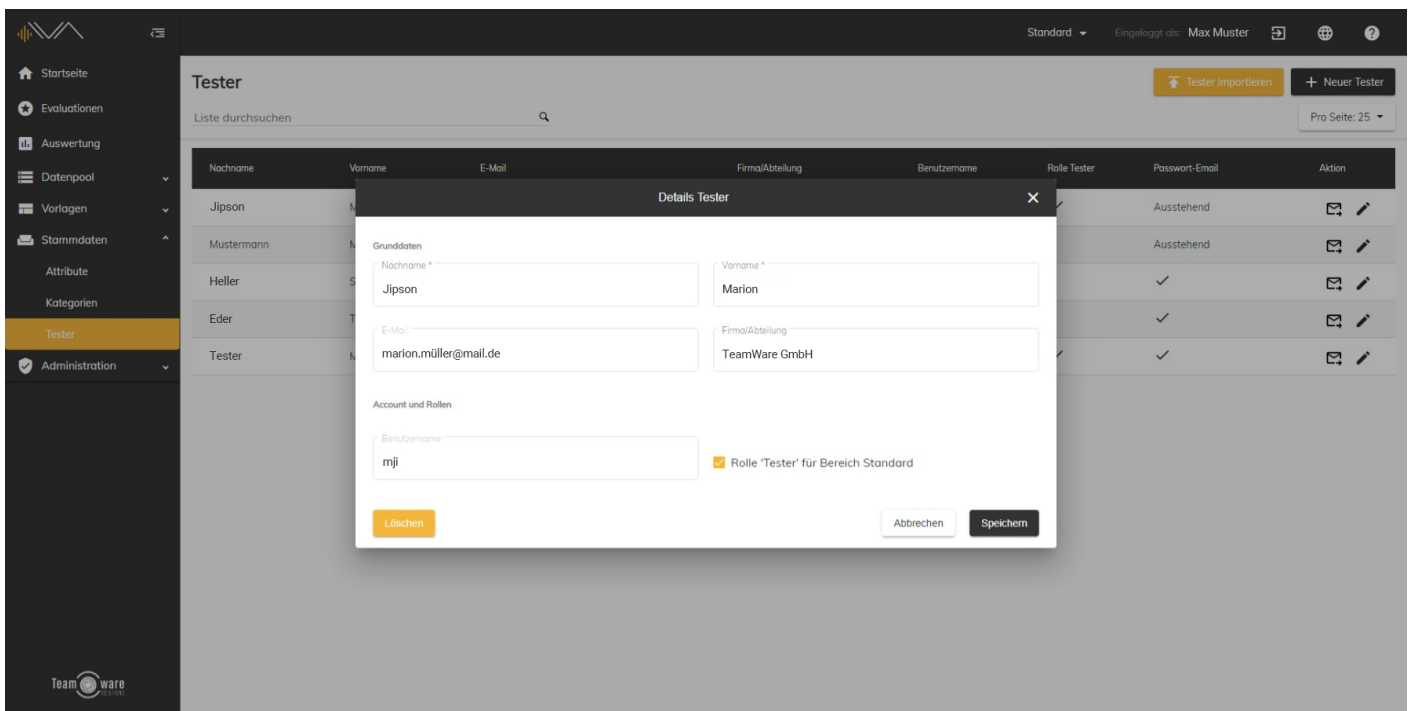 Standard Eingeloggt als: Max Muster
Startseite
Evaluationen
Auswertung
Datenpool
Vorlagen
Stammdaten
Attribute
Kategorien
Tester
Administration
Team ware
SOLUTIONS
Tester
Tester importieren + Neuer Tester
Liste durchsuchen Pro Seite: 25
Nachname Vorname E-Mail Firma/Abteilung Benutzername Rolle Tester Passwort-Email Aktion
Jipson M Ausstehend
Mustermann M Ausstehend
Heller S
Eder T
Tester M
Details Tester
Grunddaten
Nachname * Vorname *
Jipson Marion
E-Mail Firma/Abteilung
marion.müller@mail.de TeamWare GmbH
Account und Rollen
Benutzername
mji Rolle 'Tester' für Bereich Standard
Löschen Abbrechen Speichern